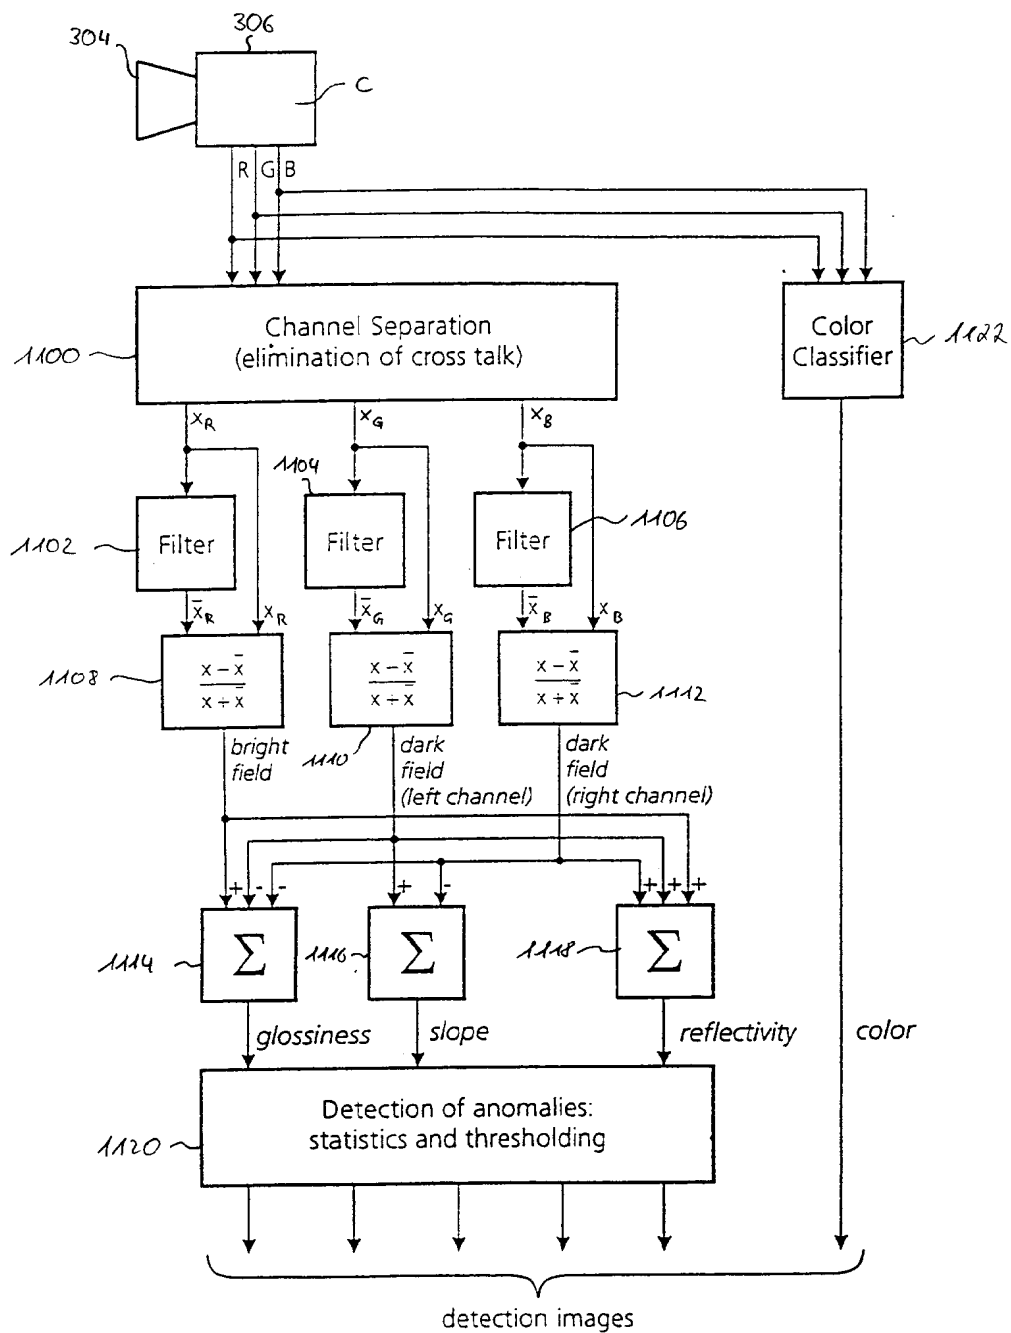 304
306
C
R G B
Channel Separation
(elimination of cross talk)
1100
Color
Classifier
1122
x_R
x_G
x_B
1102
Filter
1104
Filter
Filter
1106
x̄_R x_R
x̄_G x_G
x̄_B x_B
1108
x − x̄
x + x̄
x − x̄
x + x̄
x − x̄
x + x̄
1112
1110
bright
field
dark
field
(left channel)
dark
field
(right channel)
+ - -
+ -
+ + +
1114
Σ
1116
Σ
1118
Σ
glossiness
slope
reflectivity
color
1120
Detection of anomalies:
statistics and thresholding
detection images